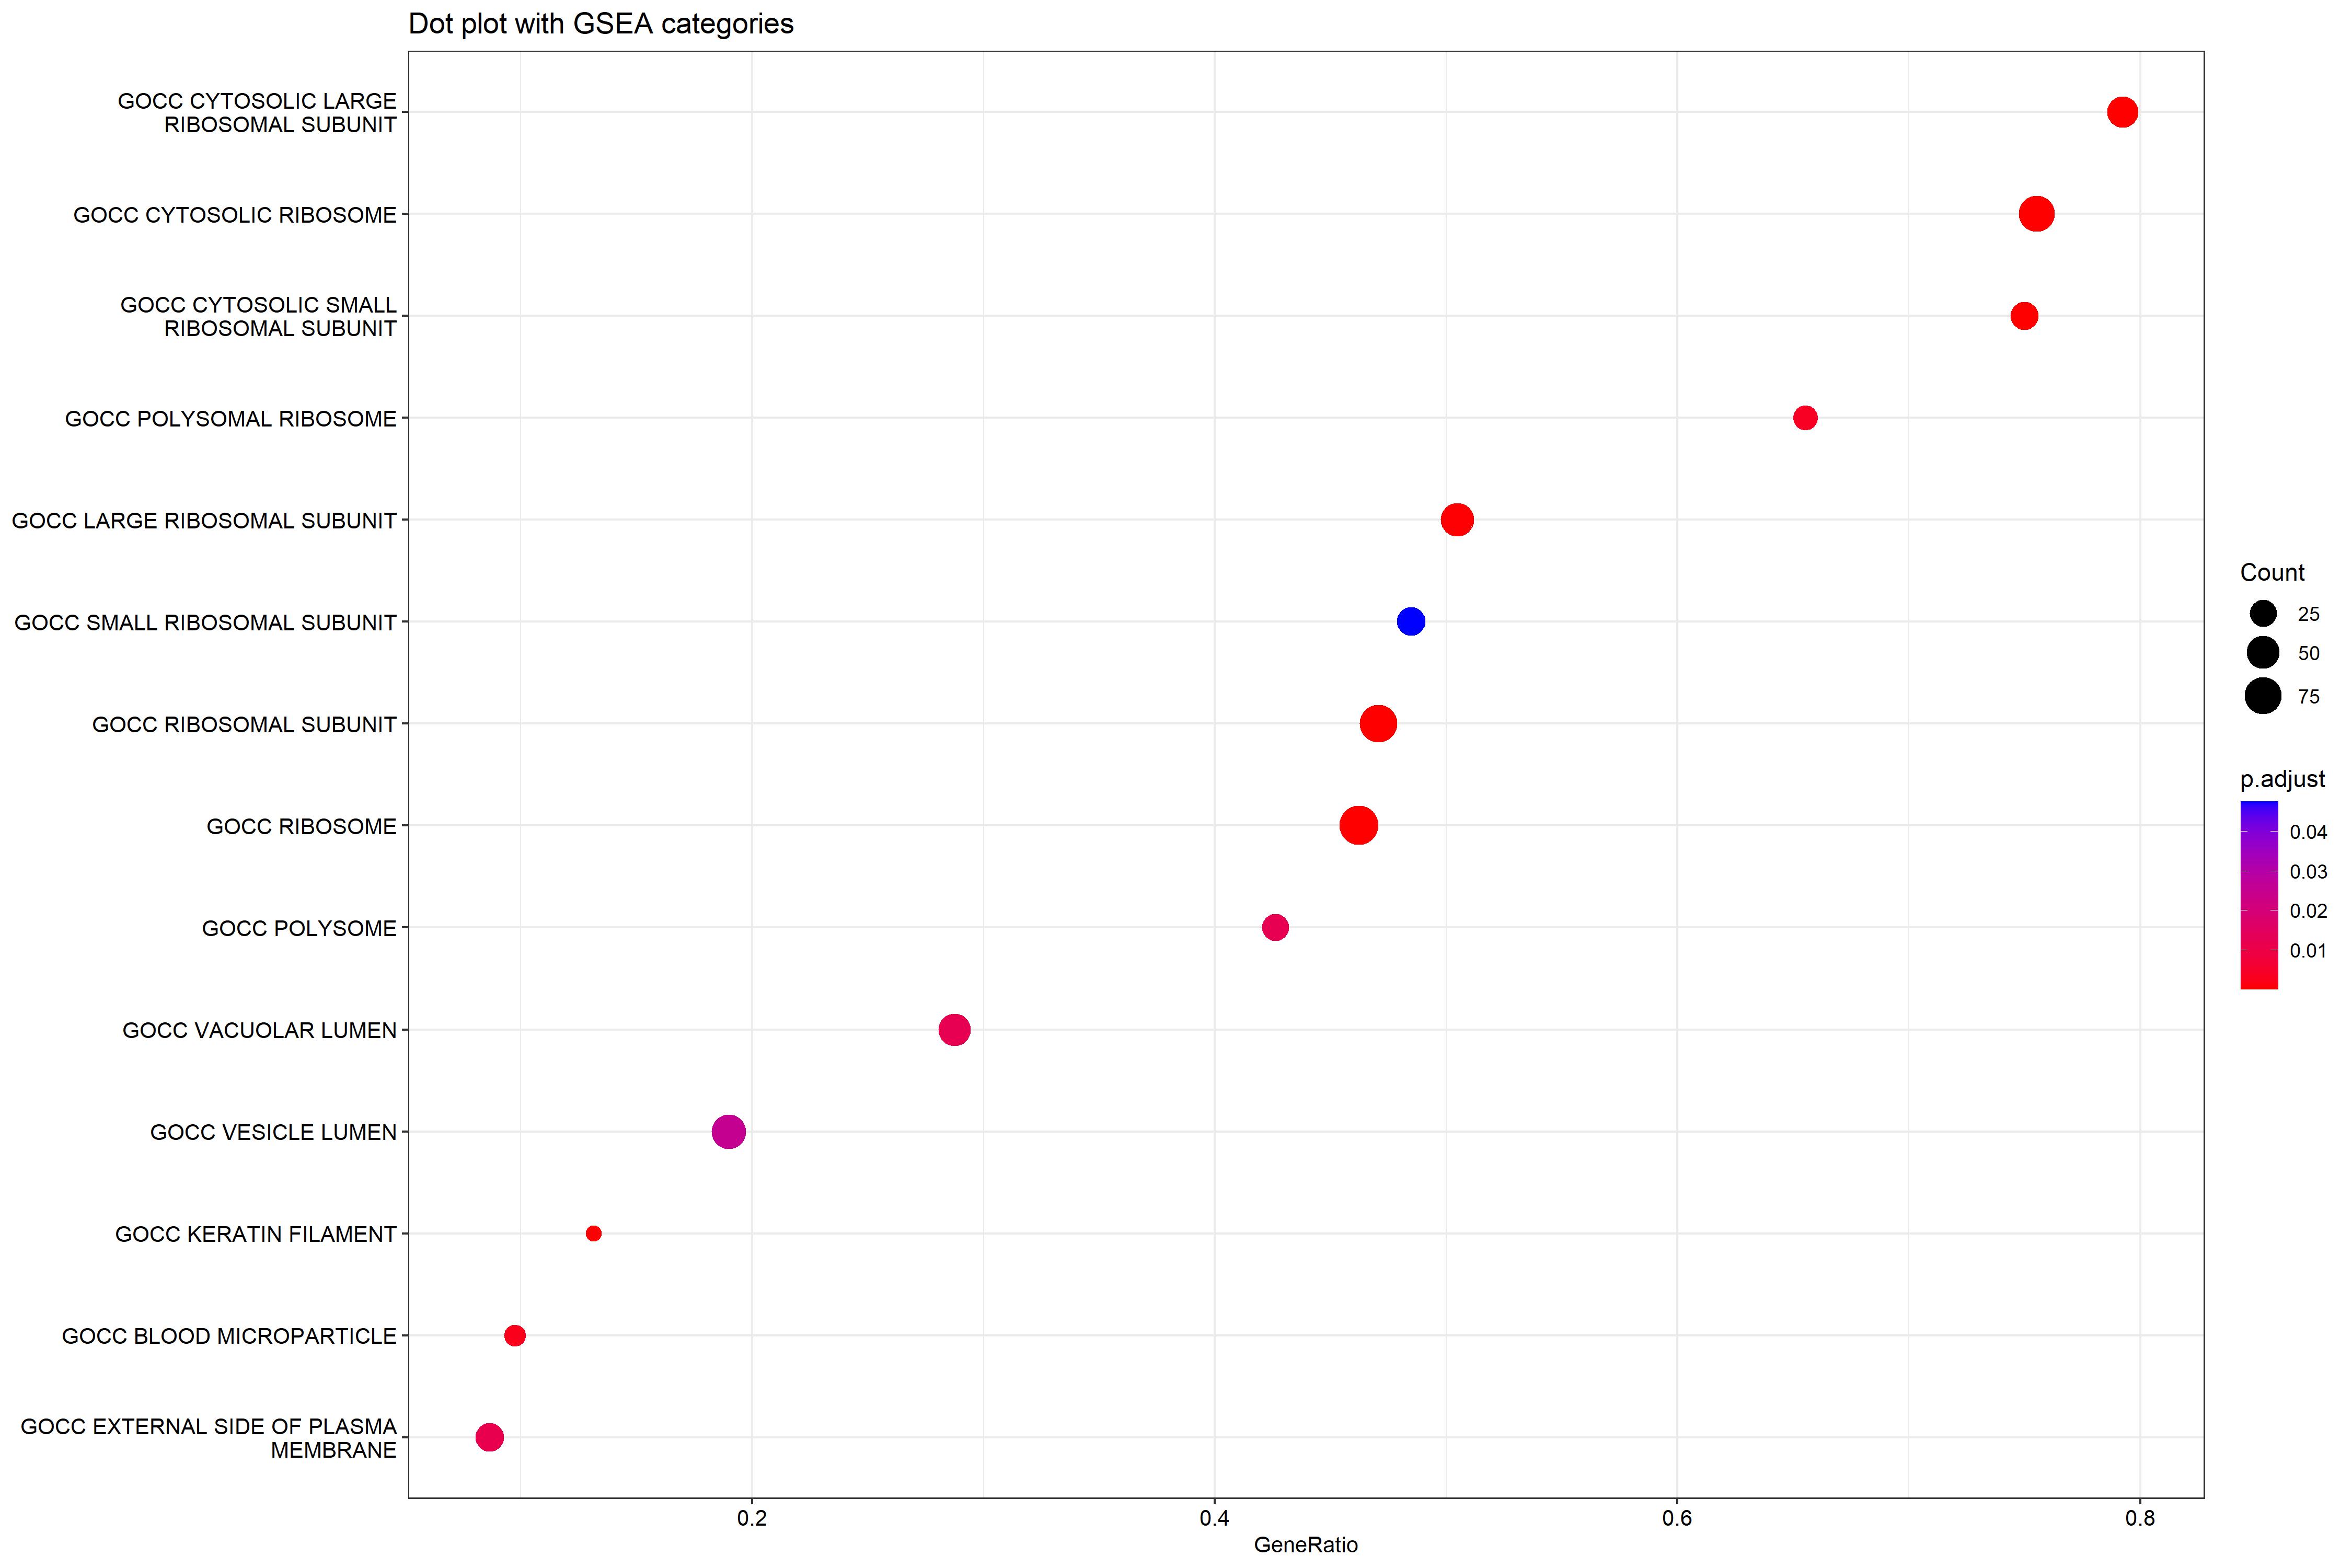 Dot plot with GSEA categories
GOCC CYTOSOLIC LARGE
RIBOSOMAL SUBUNIT
GOCC CYTOSOLIC RIBOSOME
GOCC CYTOSOLIC SMALL
RIBOSOMAL SUBUNIT
GOCC POLYSOMAL RIBOSOME
GOCC LARGE RIBOSOMAL SUBUNIT
GOCC SMALL RIBOSOMAL SUBUNIT
GOCC RIBOSOMAL SUBUNIT
GOCC RIBOSOME
GOCC POLYSOME
GOCC VACUOLAR LUMEN
GOCC VESICLE LUMEN
GOCC KERATIN FILAMENT
GOCC BLOOD MICROPARTICLE
GOCC EXTERNAL SIDE OF PLASMA
MEMBRANE
0.2 0.4 0.6 0.8
GeneRatio
Count
25
50
75
p.adjust
0.04
0.03
0.02
0.01